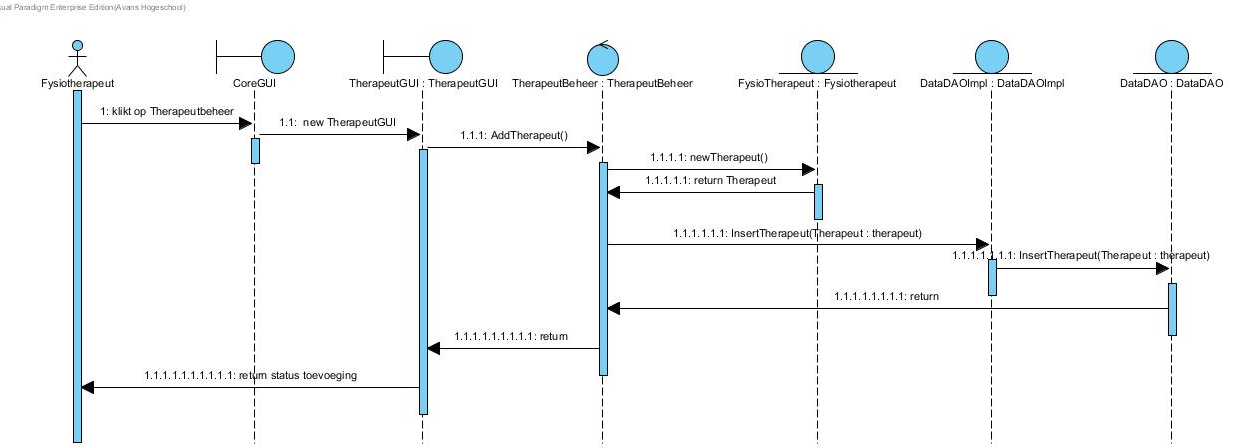 sual Paradigm Enterprise Edition(Avans Hogeschool)
Fysiotherapeut
CoreGUI
TherapeutGUI : TherapeutGUI
TherapeutBeheer : TherapeutBeheer
FysioTherapeut : Fysiotherapeut
DataDAOImpl : DataDAOImpl
DataDAO : DataDAO
1: klikt op Therapeutbeheer
1.1: new TherapeutGUI
1.1.1: AddTherapeut()
1.1.1.1: newTherapeut()
1.1.1.1.1: return Therapeut
1.1.1.1.1.1: InsertTherapeut(Therapeut : therapeut)
1.1.1.1.1.1.1: InsertTherapeut(Therapeut : therapeut)
1.1.1.1.1.1.1.1: return
1.1.1.1.1.1.1.1.1: return
1.1.1.1.1.1.1.1.1.1: return status toevoeging